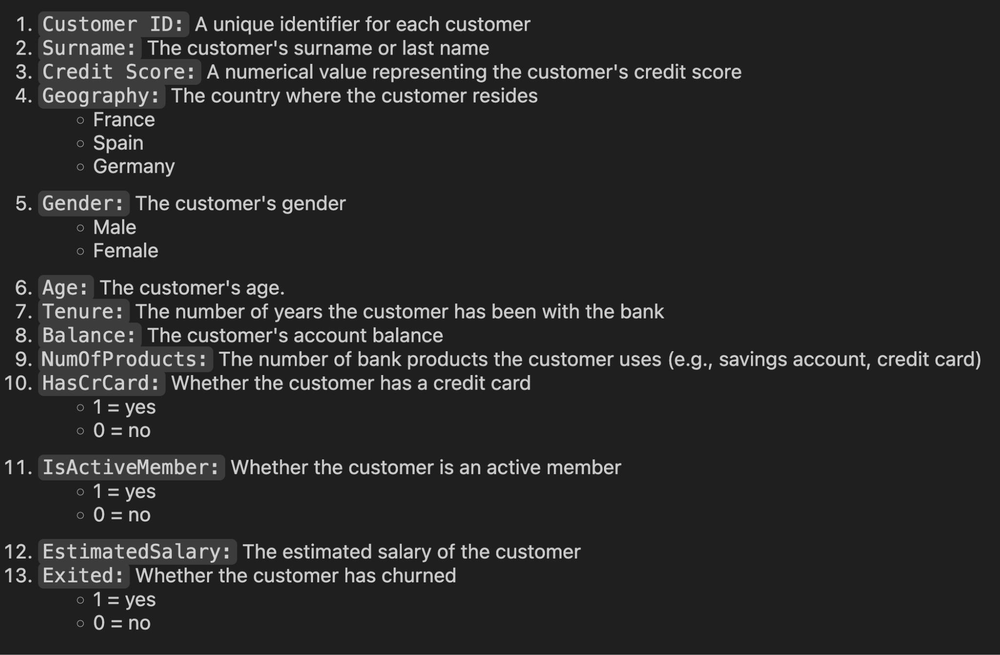 1. Customer ID: A unique identifier for each customer
2. Surname: The customer's surname or last name
3. Credit Score: A numerical value representing the customer's credit score
4. Geography: The country where the customer resides
○ France
○ Spain
○ Germany
5. Gender: The customer's gender
○ Male
○ Female
6. Age: The customer's age.
7. Tenure: The number of years the customer has been with the bank
8. Balance: The customer's account balance
9. NumOfProducts: The number of bank products the customer uses (e.g., savings account, credit card)
10. HasCrCard: Whether the customer has a credit card
○ 1 = yes
○ 0 = no
11. IsActiveMember: Whether the customer is an active member
○ 1 = yes
○ 0 = no
12. EstimatedSalary: The estimated salary of the customer
13. Exited: Whether the customer has churned
○ 1 = yes
○ 0 = no